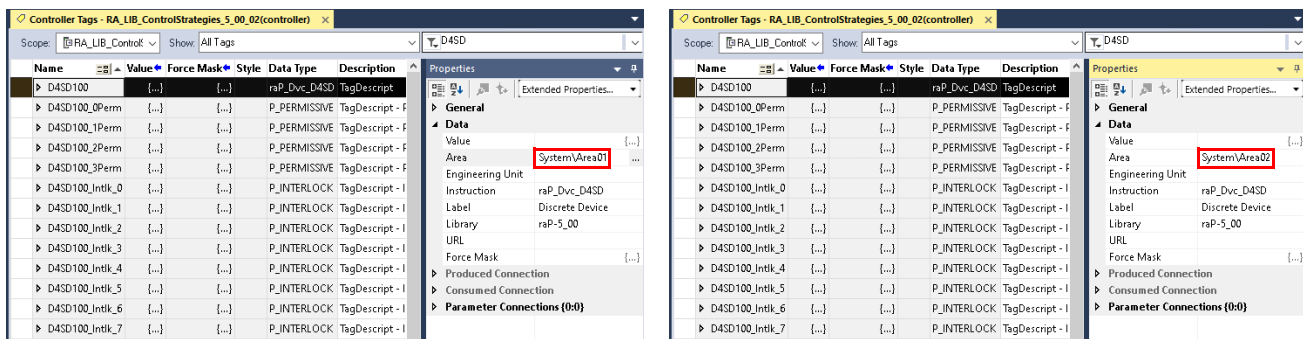 Controller Tags - RA_LIB_ControlStrategies_5_00_02(controller) ×
Scope: RA_LIB_Control Show: All Tags D4SD
Name Value Force Mask Style Data Type Description
D4SD100 {...} {...} raP_Dvc_D4SD TagDescript
D4SD100_0Perm {...} {...} P_PERMISSIVE TagDescript - P
D4SD100_1Perm {...} {...} P_PERMISSIVE TagDescript - P
D4SD100_2Perm {...} {...} P_PERMISSIVE TagDescript - P
D4SD100_3Perm {...} {...} P_PERMISSIVE TagDescript - P
D4SD100_Intlk_0 {...} {...} P_INTERLOCK TagDescript - I
D4SD100_Intlk_1 {...} {...} P_INTERLOCK TagDescript - I
D4SD100_Intlk_2 {...} {...} P_INTERLOCK TagDescript - I
D4SD100_Intlk_3 {...} {...} P_INTERLOCK TagDescript - I
D4SD100_Intlk_4 {...} {...} P_INTERLOCK TagDescript - I
D4SD100_Intlk_5 {...} {...} P_INTERLOCK TagDescript - I
D4SD100_Intlk_6 {...} {...} P_INTERLOCK TagDescript - I
D4SD100_Intlk_7 {...} {...} P_INTERLOCK TagDescript - I
Properties
Extended Properties...
General
Data
Value {...}
Area System\Area01 ...
Engineering Unit
Instruction raP_Dvc_D4SD
Label Discrete Device
Library raP-5_00
URL
Force Mask {...}
Produced Connection
Consumed Connection
Parameter Connections {0:0}
Controller Tags - RA_LIB_ControlStrategies_5_00_02(controller) ×
Scope: RA_LIB_Control Show: All Tags D4SD
Name Value Force Mask Style Data Type Description
D4SD100 {...} {...} raP_Dvc_D4SD TagDescript
D4SD100_0Perm {...} {...} P_PERMISSIVE TagDescript - P
D4SD100_1Perm {...} {...} P_PERMISSIVE TagDescript - P
D4SD100_2Perm {...} {...} P_PERMISSIVE TagDescript - P
D4SD100_3Perm {...} {...} P_PERMISSIVE TagDescript - P
D4SD100_Intlk_0 {...} {...} P_INTERLOCK TagDescript - I
D4SD100_Intlk_1 {...} {...} P_INTERLOCK TagDescript - I
D4SD100_Intlk_2 {...} {...} P_INTERLOCK TagDescript - I
D4SD100_Intlk_3 {...} {...} P_INTERLOCK TagDescript - I
D4SD100_Intlk_4 {...} {...} P_INTERLOCK TagDescript - I
D4SD100_Intlk_5 {...} {...} P_INTERLOCK TagDescript - I
D4SD100_Intlk_6 {...} {...} P_INTERLOCK TagDescript - I
D4SD100_Intlk_7 {...} {...} P_INTERLOCK TagDescript - I
Properties
Extended Properties...
General
Data
Value {...}
Area System\Area02
Engineering Unit
Instruction raP_Dvc_D4SD
Label Discrete Device
Library raP-5_00
URL
Force Mask {...}
Produced Connection
Consumed Connection
Parameter Connections {0:0}